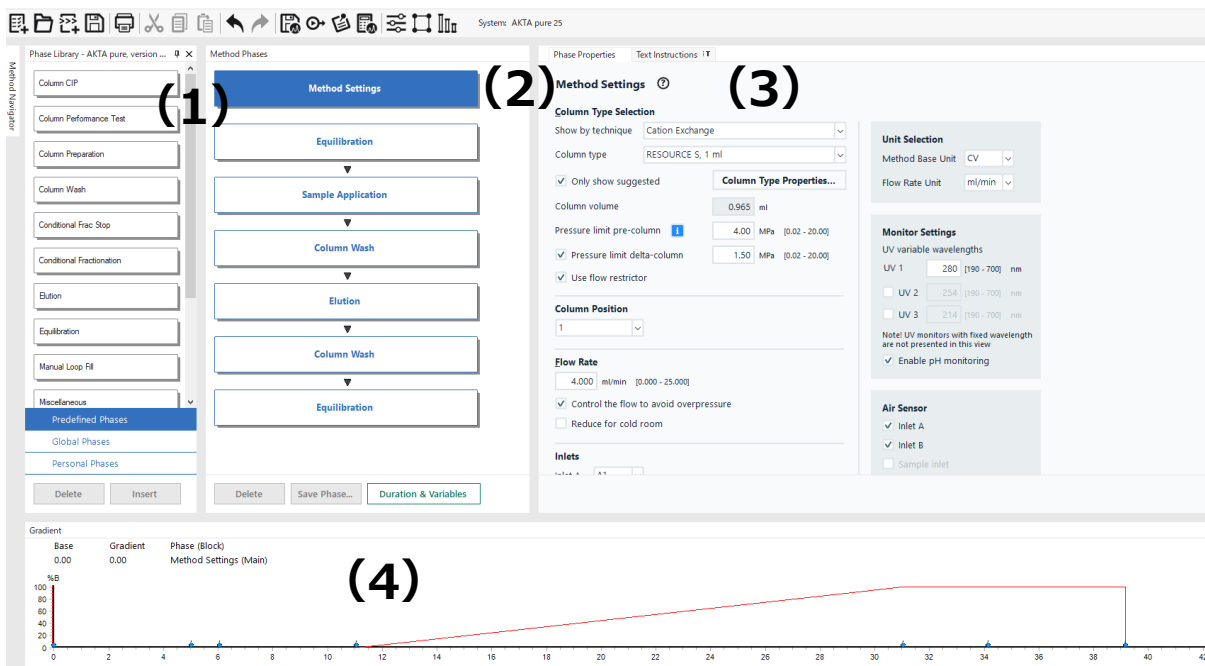 System: AKTA pure 25
Method Navigator
Phase Library - AKTA pure, version ...
Column CIP
Column Performance Test
Column Preparation
Column Wash
Conditional Frac Stop
Conditional Fractionation
Elution
Equilibration
Manual Loop Fill
Miscellaneous
Predefined Phases
Global Phases
Personal Phases
Delete Insert
(1)
Method Phases
Method Settings
Equilibration
Sample Application
Column Wash
Elution
Column Wash
Equilibration
Delete Save Phase... Duration & Variables
(2)
Phase Properties Text Instructions
Method Settings
(3)
Column Type Selection
Show by technique Cation Exchange
Column type RESOURCE S, 1 ml
Only show suggested Column Type Properties...
Column volume 0.965 ml
Pressure limit pre-column 4.00 MPa [0.02 - 20.00]
Pressure limit delta-column 1.50 MPa [0.02 - 20.00]
Use flow restrictor
Column Position
1
Flow Rate
4.000 ml/min [0.000 - 25.000]
Control the flow to avoid overpressure
Reduce for cold room
Inlets
Unit Selection
Method Base Unit CV
Flow Rate Unit ml/min
Monitor Settings
UV variable wavelengths
UV 1 280 [190 - 700] nm
UV 2 254 [190 - 700] nm
UV 3 214 [190 - 700] nm
Note! UV monitors with fixed wavelength
are not presented in this view
Enable pH monitoring
Air Sensor
Inlet A
Inlet B
Sample inlet
Gradient
Base Gradient Phase (Block)
0.00 0.00 Method Settings (Main)
(4)
%B
100
80
60
40
20
0
0 2 4 6 8 10 12 14 16 18 20 22 24 26 28 30 32 34 36 38 40 42